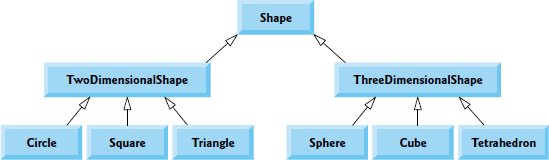 Shape
TwoDimensionalShape
ThreeDimensionalShape
Circle
Square
Triangle
Sphere
Cube
Tetrahedron